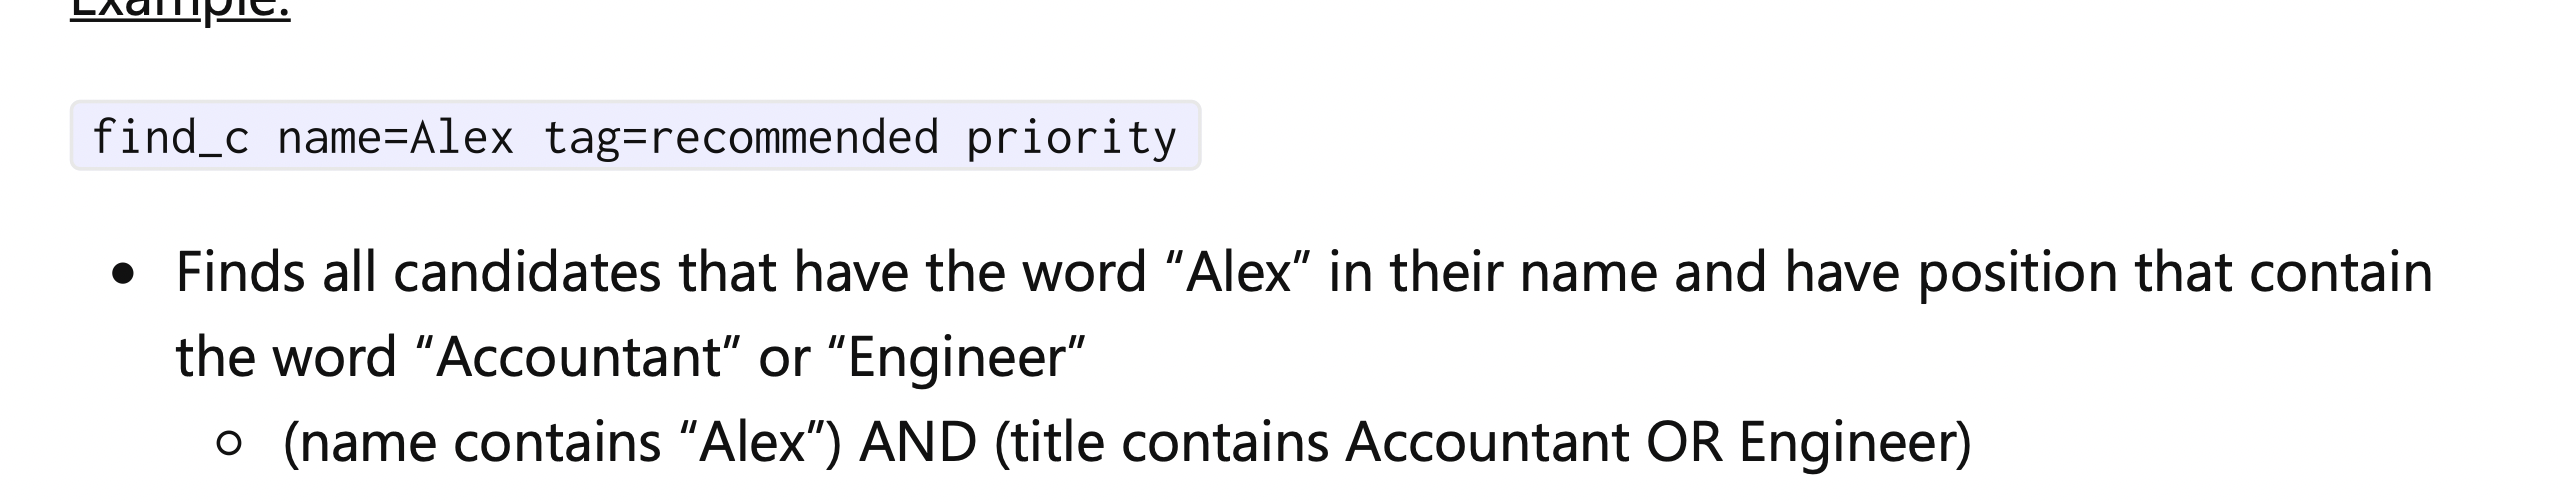 Example:
find_c name=Alex tag=recommended priority
• Finds all candidates that have the word “Alex” in their name and have position that contain
the word “Accountant” or “Engineer”
○ (name contains “Alex”) AND (title contains Accountant OR Engineer)